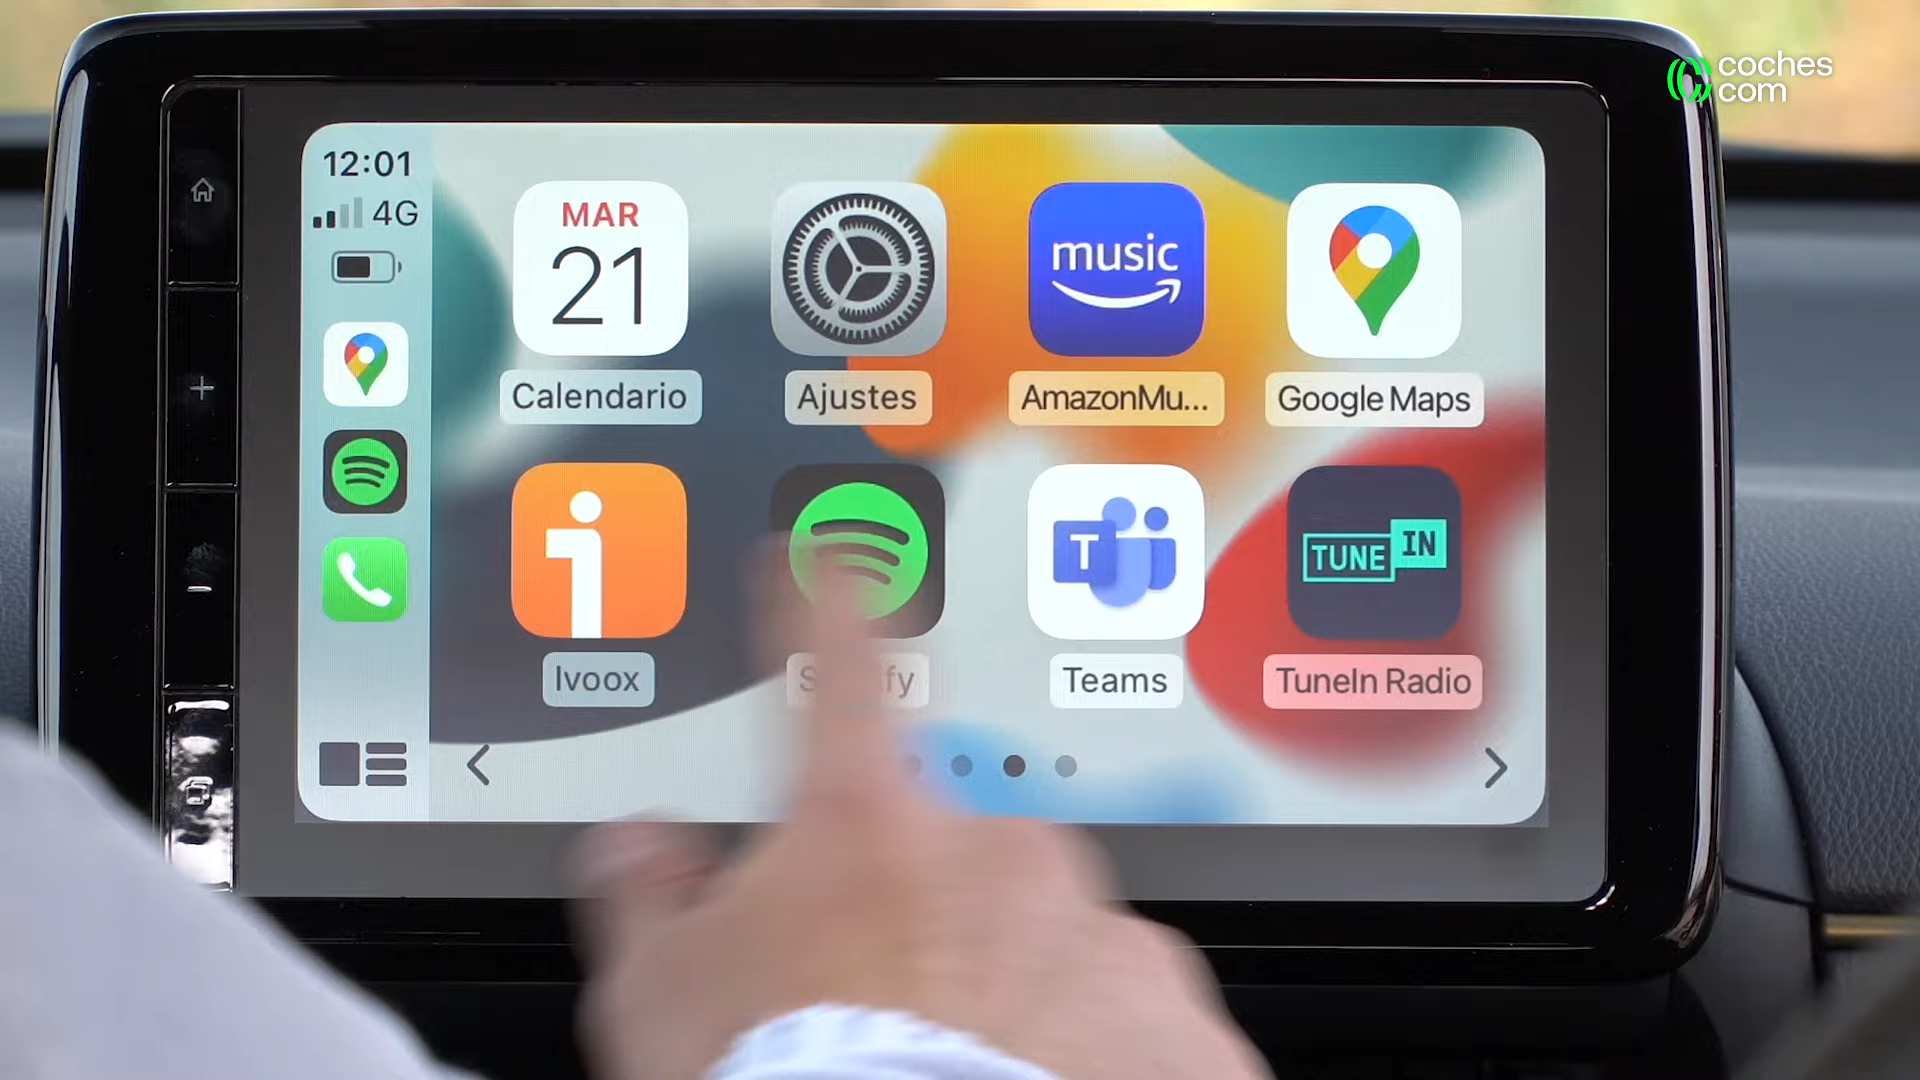 coches
com
12:01
4G
MAR
21
Calendario
Ajustes
music
AmazonMu...
Google Maps
Ivoox
T
Teams
TUNE IN
TuneIn Radio